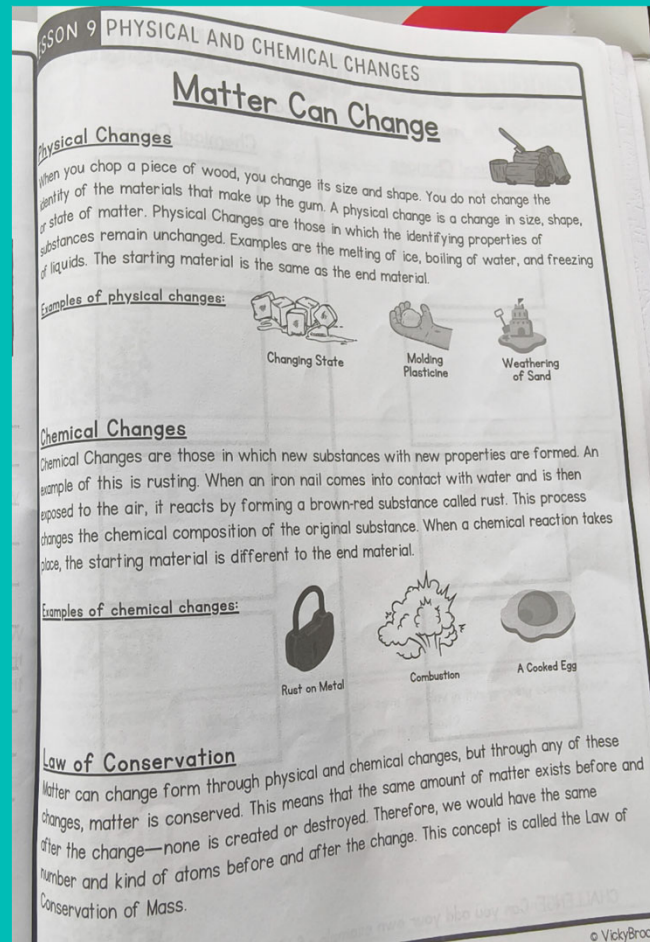 SSON 9 PHYSICAL AND CHEMICAL CHANGES
Matter Can Change
Physical Changes
When you chop a piece of wood, you change its size and shape. You do not change the
identity of the materials that make up the gum. A physical change is a change in size, shape,
or state of matter. Physical Changes are those in which the identifying properties of
substances remain unchanged. Examples are the melting of ice, boiling of water, and freezing
of liquids. The starting material is the same as the end material.
Examples of physical changes:
Changing State
Molding
Plasticine
Weathering
of Sand
Chemical Changes
Chemical Changes are those in which new substances with new properties are formed. An
example of this is rusting. When an iron nail comes into contact with water and is then
exposed to the air, it reacts by forming a brown-red substance called rust. This process
changes the chemical composition of the original substance. When a chemical reaction takes
place, the starting material is different to the end material.
Examples of chemical changes:
Rust on Metal
Combustion
A Cooked Egg
Law of Conservation
Matter can change form through physical and chemical changes, but through any of these
changes, matter is conserved. This means that the same amount of matter exists before and
after the change—none is created or destroyed. Therefore, we would have the same
number and kind of atoms before and after the change. This concept is called the Law of
Conservation of Mass.
© VickyBroo